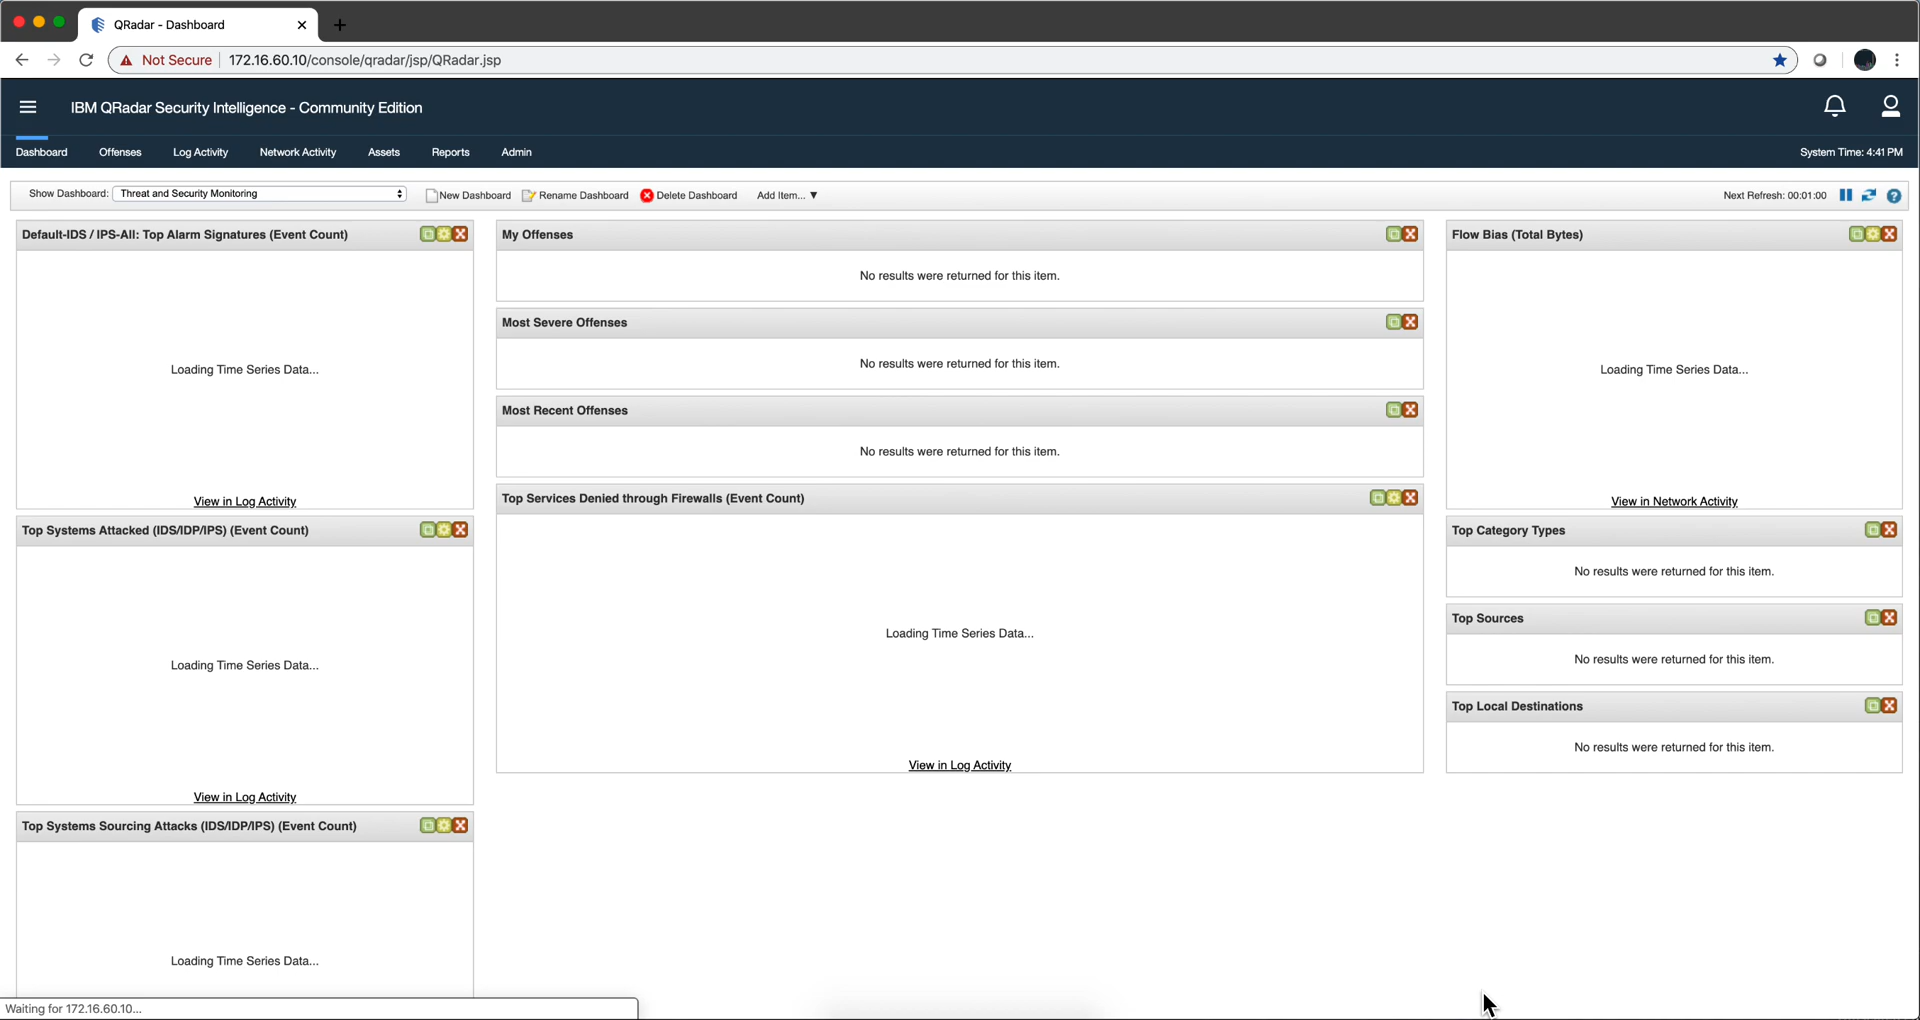 QRadar - Dashboard
Not Secure 172.16.60.10/console/qradar/jsp/QRadar.jsp
IBM QRadar Security Intelligence - Community Edition
Dashboard Offenses Log Activity Network Activity Assets Reports Admin System Time: 4:41 PM
Show Dashboard: Threat and Security Monitoring New Dashboard Rename Dashboard Delete Dashboard Add Item... ▼ Next Refresh: 00:01:00
Default-IDS / IPS-All: Top Alarm Signatures (Event Count)
Loading Time Series Data...
View in Log Activity
Top Systems Attacked (IDS/IDP/IPS) (Event Count)
Loading Time Series Data...
View in Log Activity
Top Systems Sourcing Attacks (IDS/IDP/IPS) (Event Count)
Loading Time Series Data...
My Offenses
No results were returned for this item.
Most Severe Offenses
No results were returned for this item.
Most Recent Offenses
No results were returned for this item.
Top Services Denied through Firewalls (Event Count)
Loading Time Series Data...
View in Log Activity
Flow Bias (Total Bytes)
Loading Time Series Data...
View in Network Activity
Top Category Types
No results were returned for this item.
Top Sources
No results were returned for this item.
Top Local Destinations
No results were returned for this item.
Waiting for 172.16.60.10...